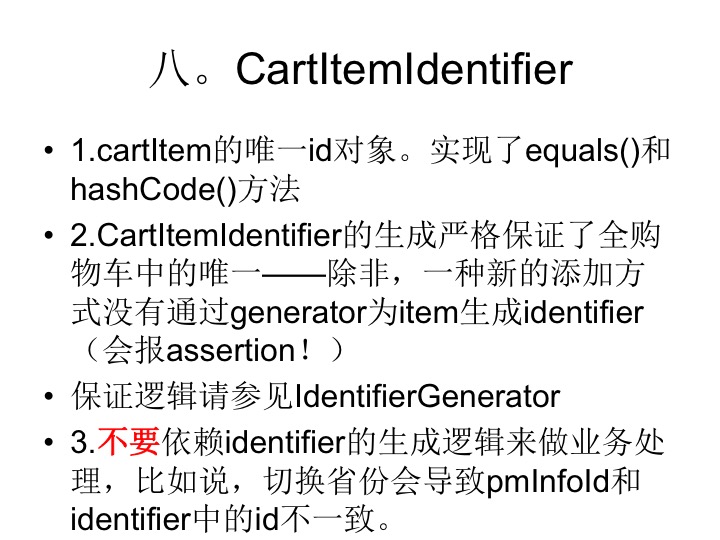 八。CartItemIdentifier
• 1.cartItem的唯一id对象。实现了equals()和
hashCode()方法
• 2.CartItemIdentifier的生成严格保证了全购
物车中的唯一——除非，一种新的添加方
式没有通过generator为item生成identifier
（会报assertion！）
• 保证逻辑请参见IdentifierGenerator
• 3.不要依赖identifier的生成逻辑来做业务处
理，比如说，切换省份会导致pmInfoId和
identifier中的id不一致。